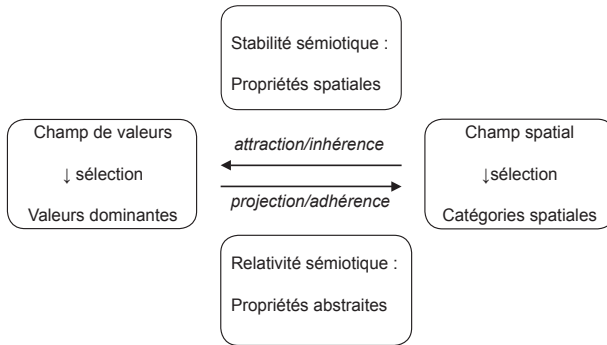 Stabilité sémiotique :
Propriétés spatiales
Champ de valeurs
↓ sélection
Valeurs dominantes
attraction/inhérence
projection/adhérence
Champ spatial
↓sélection
Catégories spatiales
Relativité sémiotique :
Propriétés abstraites